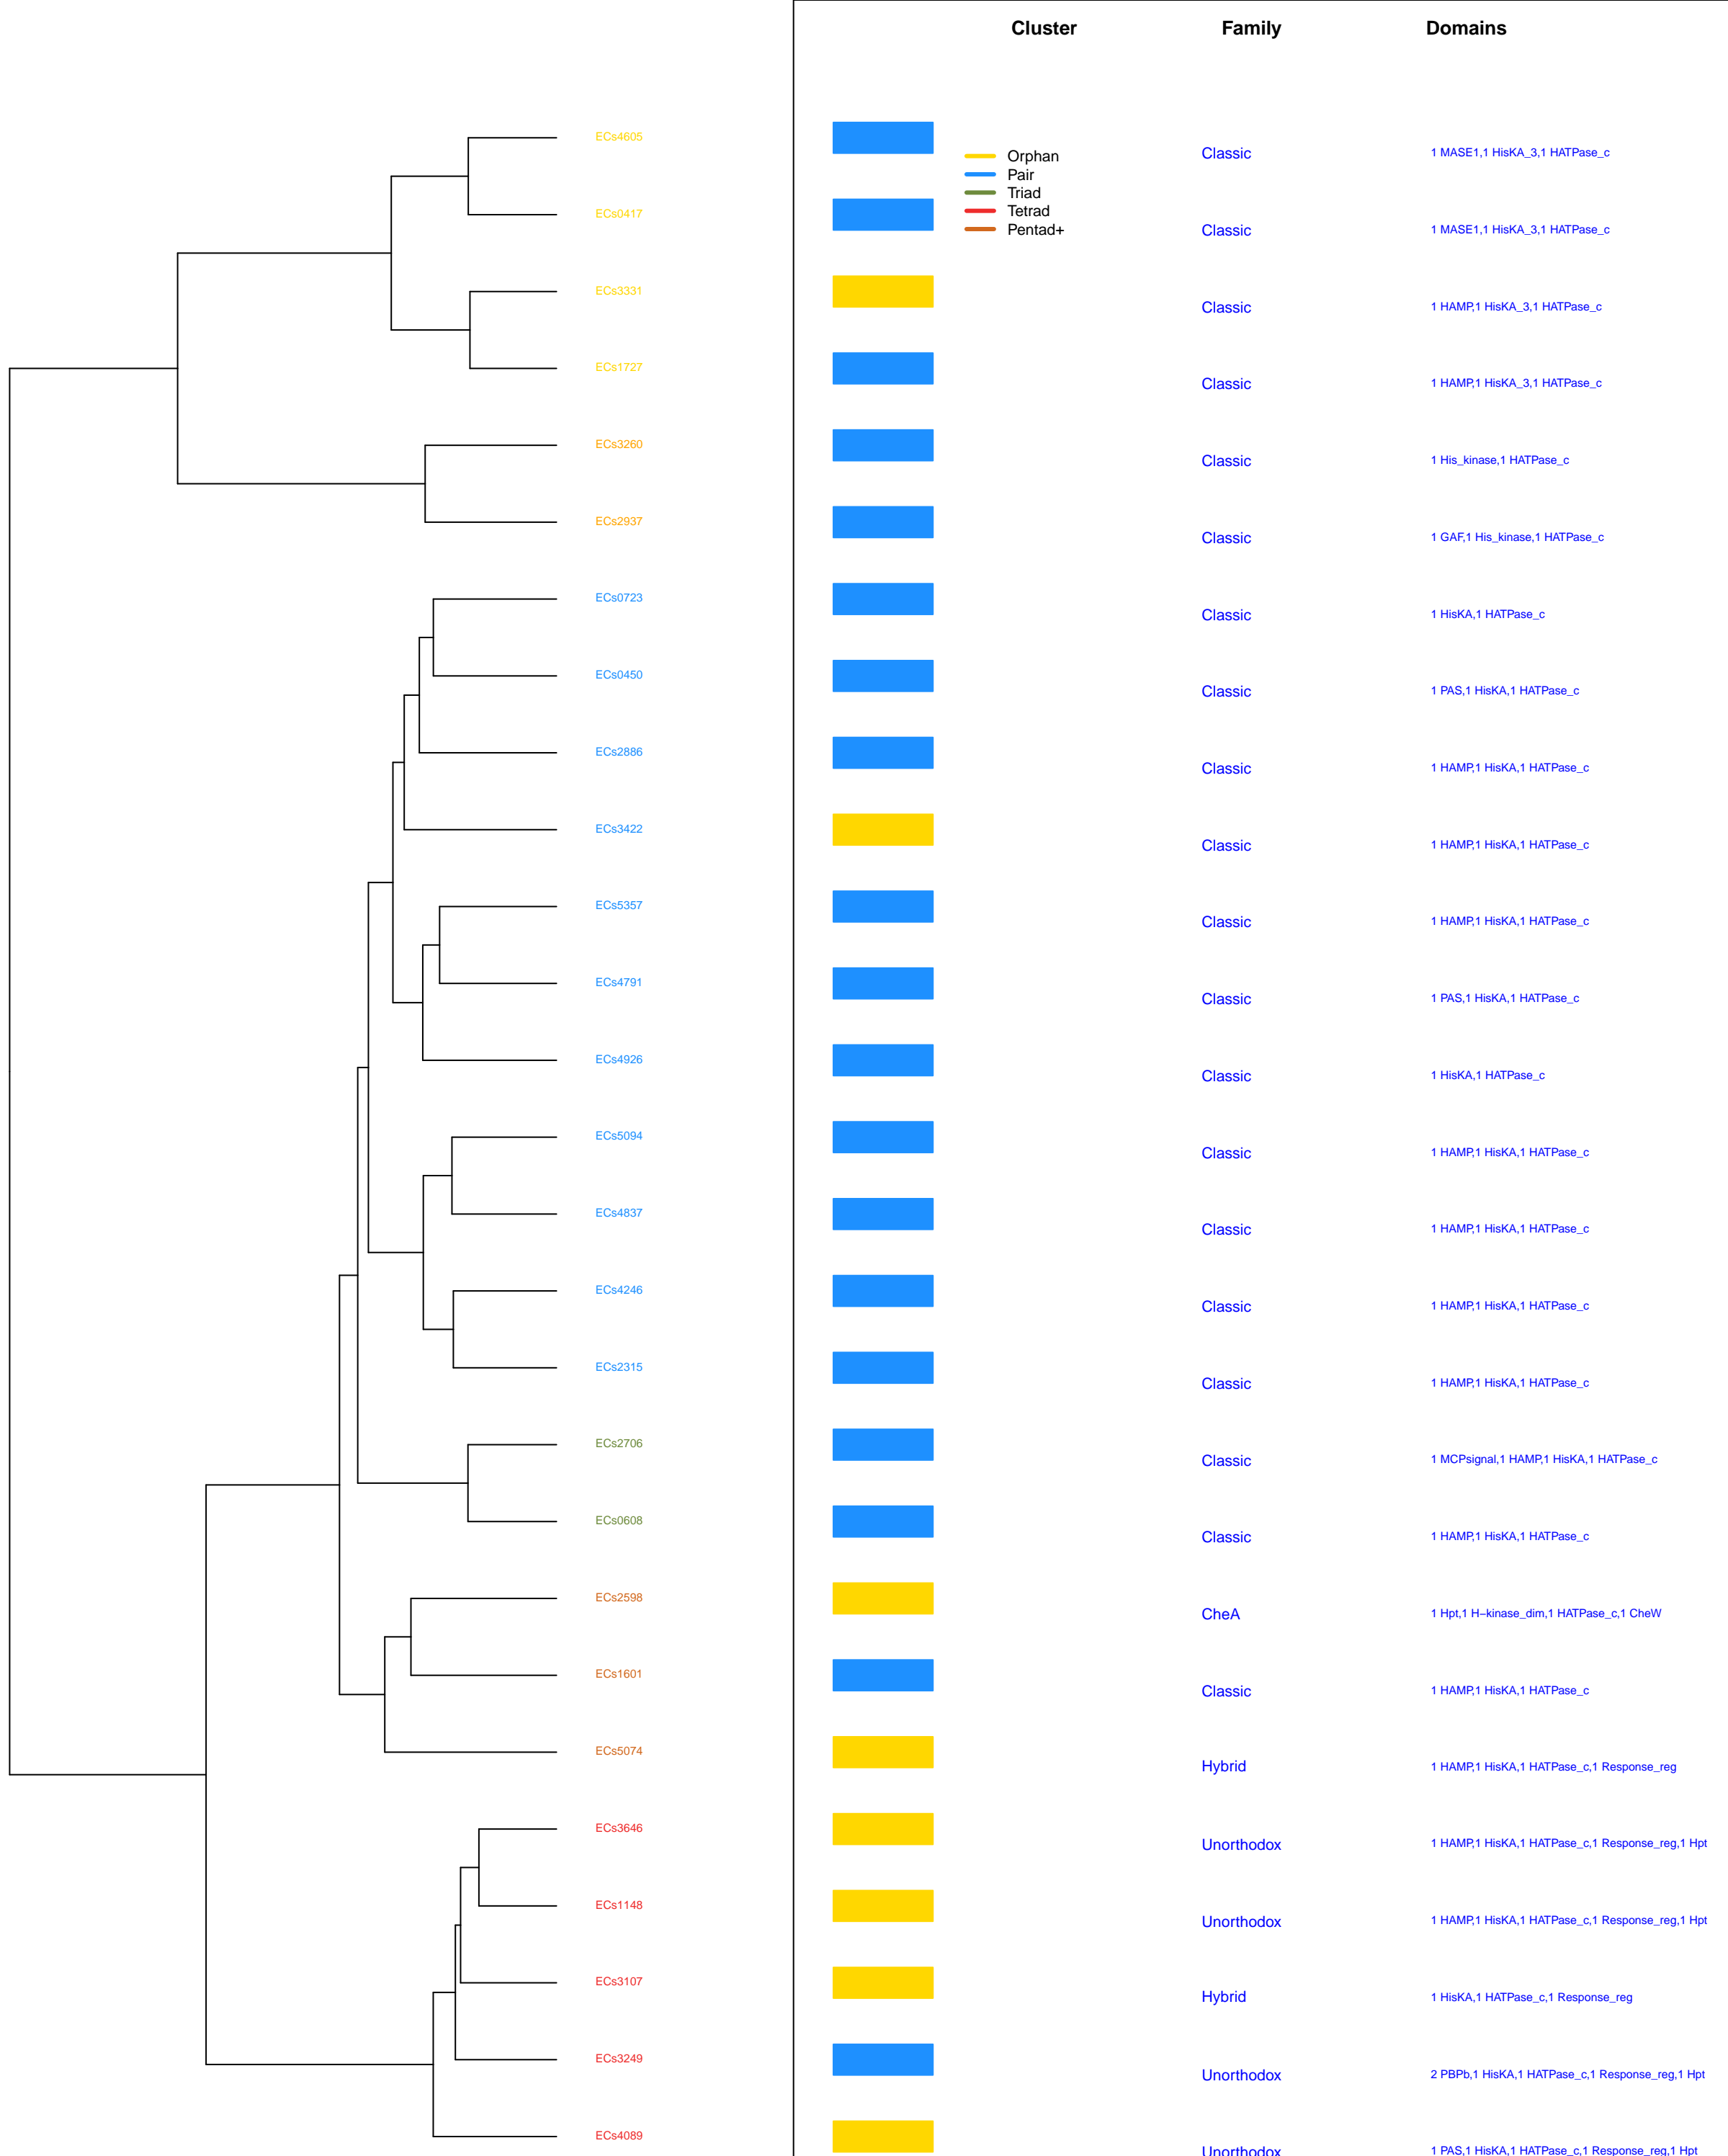 Cluster Family Domains
ECs4605
Orphan
Classic 1 MASE1,1 HisKA_3,1 HATPase_c
Pair
Triad
ECs0417
Tetrad
Pentad+
Classic 1 MASE1,1 HisKA_3,1 HATPase_c
ECs3331
Classic 1 HAMP,1 HisKA_3,1 HATPase_c
ECs1727
Classic 1 HAMP,1 HisKA_3,1 HATPase_c
ECs3260
Classic 1 His_kinase,1 HATPase_c
ECs2937
Classic 1 GAF,1 His_kinase,1 HATPase_c
ECs0723
Classic 1 HisKA,1 HATPase_c
ECs0450
Classic 1 PAS,1 HisKA,1 HATPase_c
ECs2886
Classic 1 HAMP,1 HisKA,1 HATPase_c
ECs3422
Classic 1 HAMP,1 HisKA,1 HATPase_c
ECs5357
Classic 1 HAMP,1 HisKA,1 HATPase_c
ECs4791
Classic 1 PAS,1 HisKA,1 HATPase_c
ECs4926
Classic 1 HisKA,1 HATPase_c
ECs5094
Classic 1 HAMP,1 HisKA,1 HATPase_c
ECs4837
Classic 1 HAMP,1 HisKA,1 HATPase_c
ECs4246
Classic 1 HAMP,1 HisKA,1 HATPase_c
ECs2315
Classic 1 HAMP,1 HisKA,1 HATPase_c
ECs2706
Classic 1 MCPsignal,1 HAMP,1 HisKA,1 HATPase_c
ECs0608
Classic 1 HAMP,1 HisKA,1 HATPase_c
ECs2598
CheA 1 Hpt,1 H−kinase_dim,1 HATPase_c,1 CheW
ECs1601
Classic 1 HAMP,1 HisKA,1 HATPase_c
ECs5074
Hybrid 1 HAMP,1 HisKA,1 HATPase_c,1 Response_reg
ECs3646
Unorthodox 1 HAMP,1 HisKA,1 HATPase_c,1 Response_reg,1 Hpt
ECs1148
Unorthodox 1 HAMP,1 HisKA,1 HATPase_c,1 Response_reg,1 Hpt
ECs3107
Hybrid 1 HisKA,1 HATPase_c,1 Response_reg
ECs3249
Unorthodox 2 PBPb,1 HisKA,1 HATPase_c,1 Response_reg,1 Hpt
ECs4089
Unorthodox 1 PAS,1 HisKA,1 HATPase_c,1 Response_reg,1 Hpt